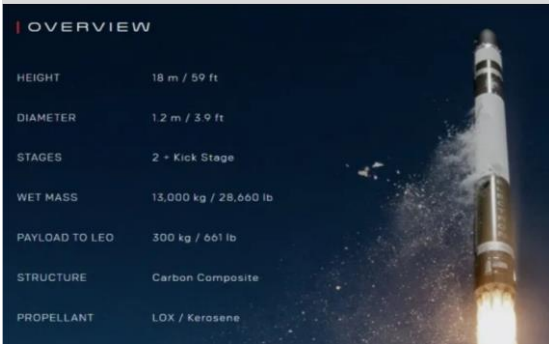 OVERVIEW
HEIGHT 18 m / 59 ft
DIAMETER 1.2 m / 3.9 ft
STAGES 2 + Kick Stage
WET MASS 13,000 kg / 28,660 lb
PAYLOAD TO LEO 300 kg / 661 lb
STRUCTURE Carbon Composite
PROPELLANT LOX / Kerosene